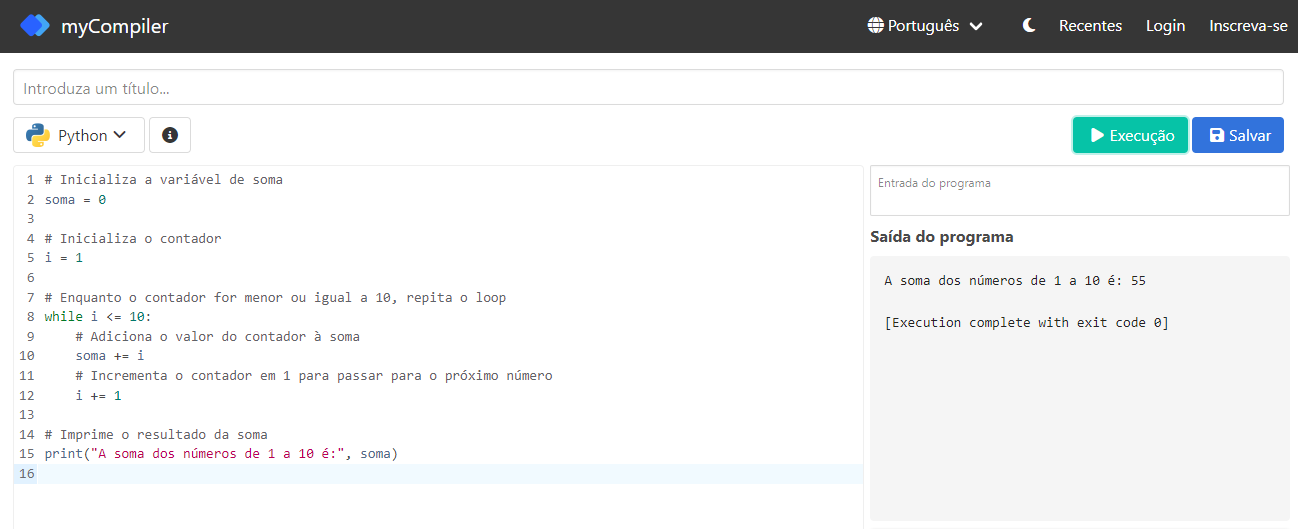 myCompiler
Português
Recentes
Login
Inscreva-se
Introduza um título...
Python
Execução
Salvar
1 # Inicializa a variável de soma
2 soma = 0
3
4 # Inicializa o contador
5 i = 1
6
7 # Enquanto o contador for menor ou igual a 10, repita o loop
8 while i <= 10:
9     # Adiciona o valor do contador à soma
10     soma += i
11     # Incrementa o contador em 1 para passar para o próximo número
12     i += 1
13
14 # Imprime o resultado da soma
15 print("A soma dos números de 1 a 10 é:", soma)
16
Entrada do programa
Saída do programa
A soma dos números de 1 a 10 é: 55
[Execution complete with exit code 0]